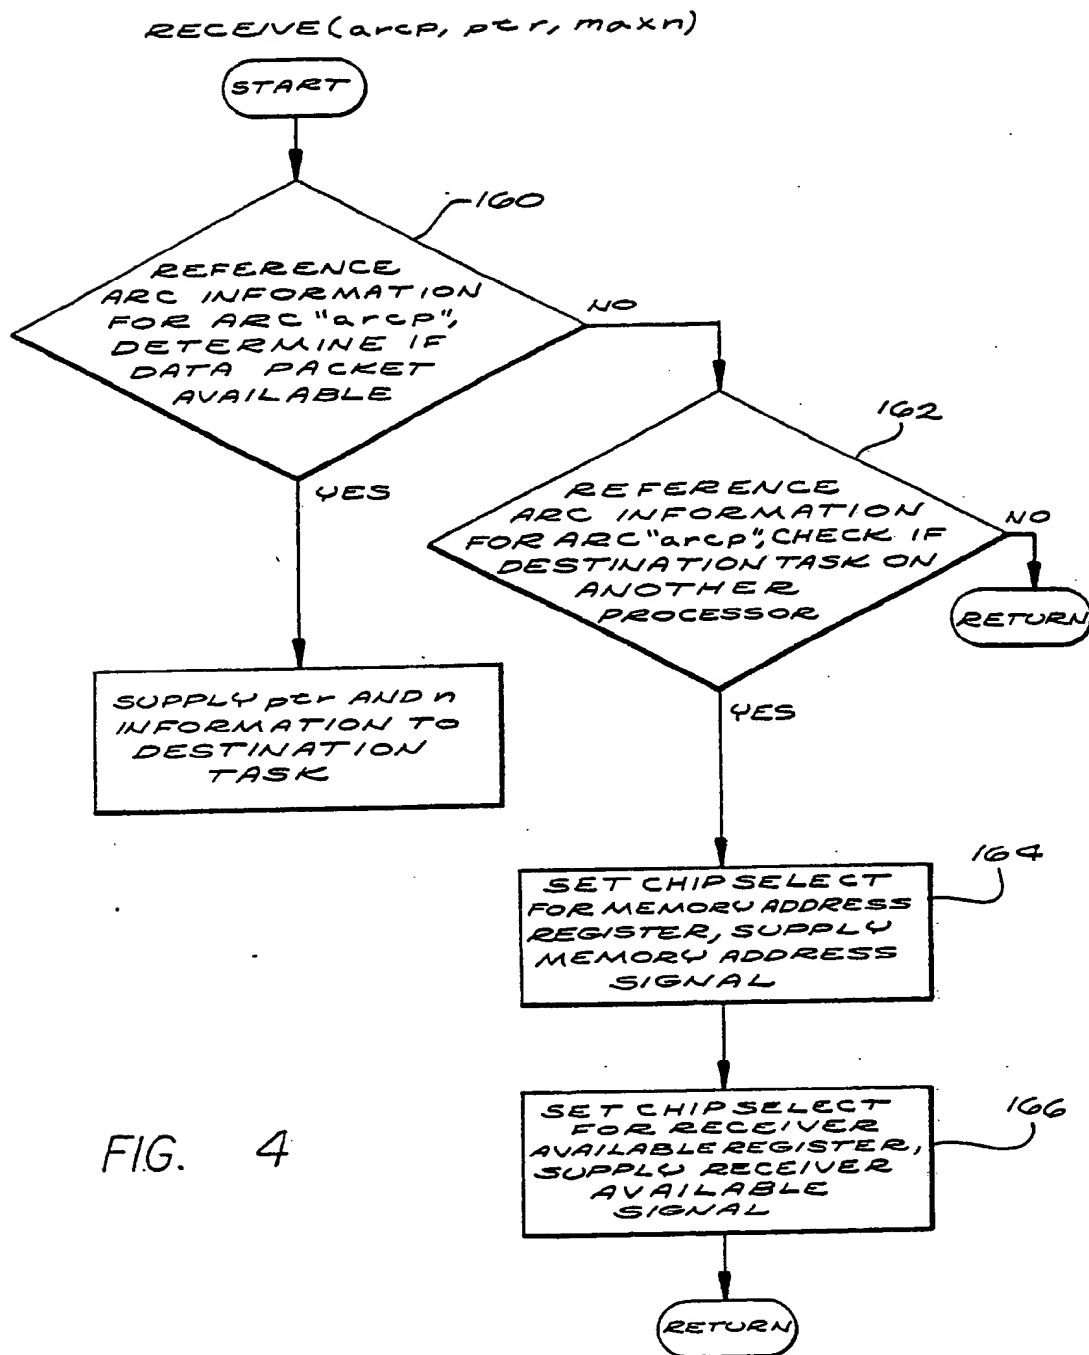 RECEIVE(arcp, ptr, maxn)
START
160
REFERENCE
ARC INFORMATION
FOR ARC "arcp",
DETERMINE IF
DATA PACKET
AVAILABLE
NO
YES
162
REFERENCE
ARC INFORMATION
FOR ARC "arcp", CHECK IF
DESTINATION TASK ON
ANOTHER
PROCESSOR
NO
RETURN
YES
SUPPLY ptr AND n
INFORMATION TO
DESTINATION
TASK
164
SET CHIP SELECT
FOR MEMORY ADDRESS
REGISTER, SUPPLY
MEMORY ADDRESS
SIGNAL
166
SET CHIP SELECT
FOR RECEIVER
AVAILABLE REGISTER,
SUPPLY RECEIVER
AVAILABLE
SIGNAL
RETURN
FIG. 4